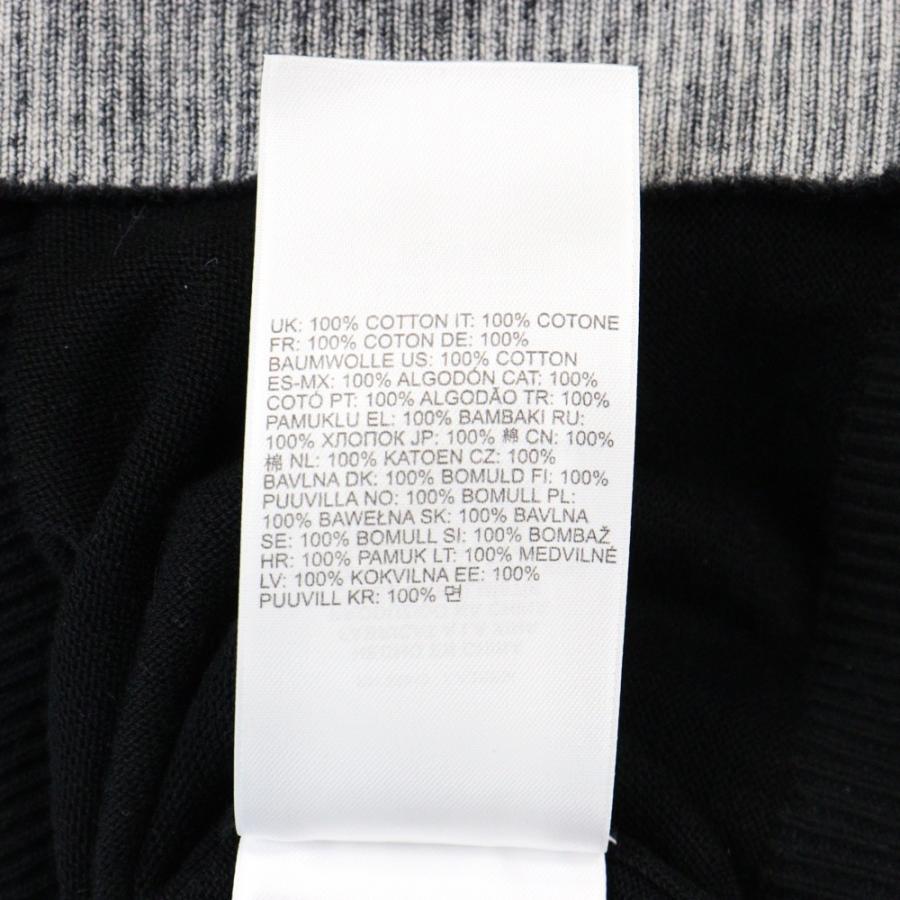 UK: 100% COTTON IT: 100% COTONE
FR: 100% COTON DE: 100%
BAUMWOLLE US: 100% COTTON
ES-MX: 100% ALGODÓN CAT: 100%
COTÓ PT: 100% ALGODÃO TR: 100%
PAMUKLU EL: 100% BAMBAKI RU:
100% ХЛОПОК JP: 100% 綿 CN: 100%
棉 NL: 100% KATOEN CZ: 100%
BAVLNA DK: 100% BOMULD FI: 100%
PUUVILLA NO: 100% BOMULL PL:
100% BAWEŁNA SK: 100% BAVLNA
SE: 100% BOMULL SI: 100% BOMBAŽ
HR: 100% PAMUK LT: 100% MEDVILNĖ
LV: 100% KOKVILNA EE: 100%
PUUVILL KR: 100% 면